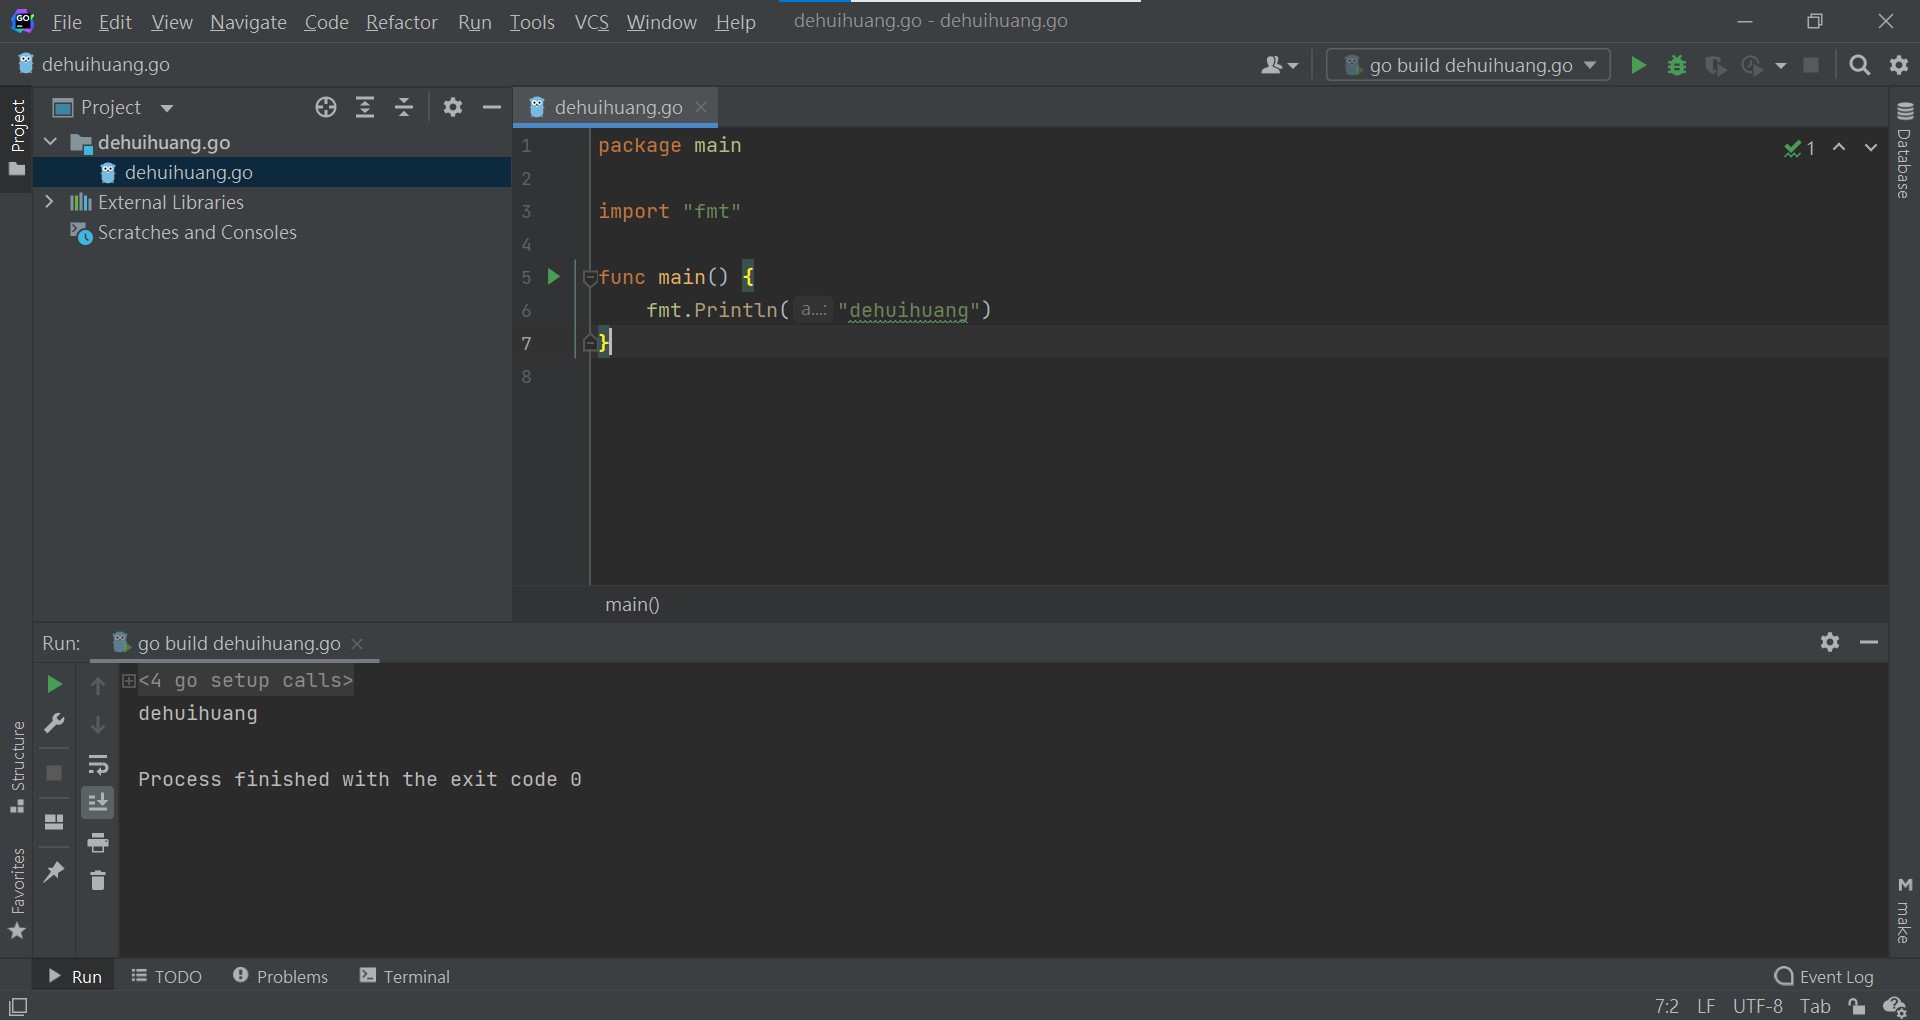 File Edit View Navigate Code Refactor Run Tools VCS Window Help dehuihuang.go - dehuihuang.go
dehuihuang.go
go build dehuihuang.go
Project
Project
dehuihuang.go
dehuihuang.go
External Libraries
Scratches and Consoles
dehuihuang.go
1 package main
2
3 import "fmt"
4
5 func main() {
6 fmt.Println( a...: "dehuihuang")
7 }
8
1
Database
main()
Run: go build dehuihuang.go
<4 go setup calls>
dehuihuang
Process finished with the exit code 0
Structure
Favorites
make
Run TODO Problems Terminal Event Log
7:2 LF UTF-8 Tab